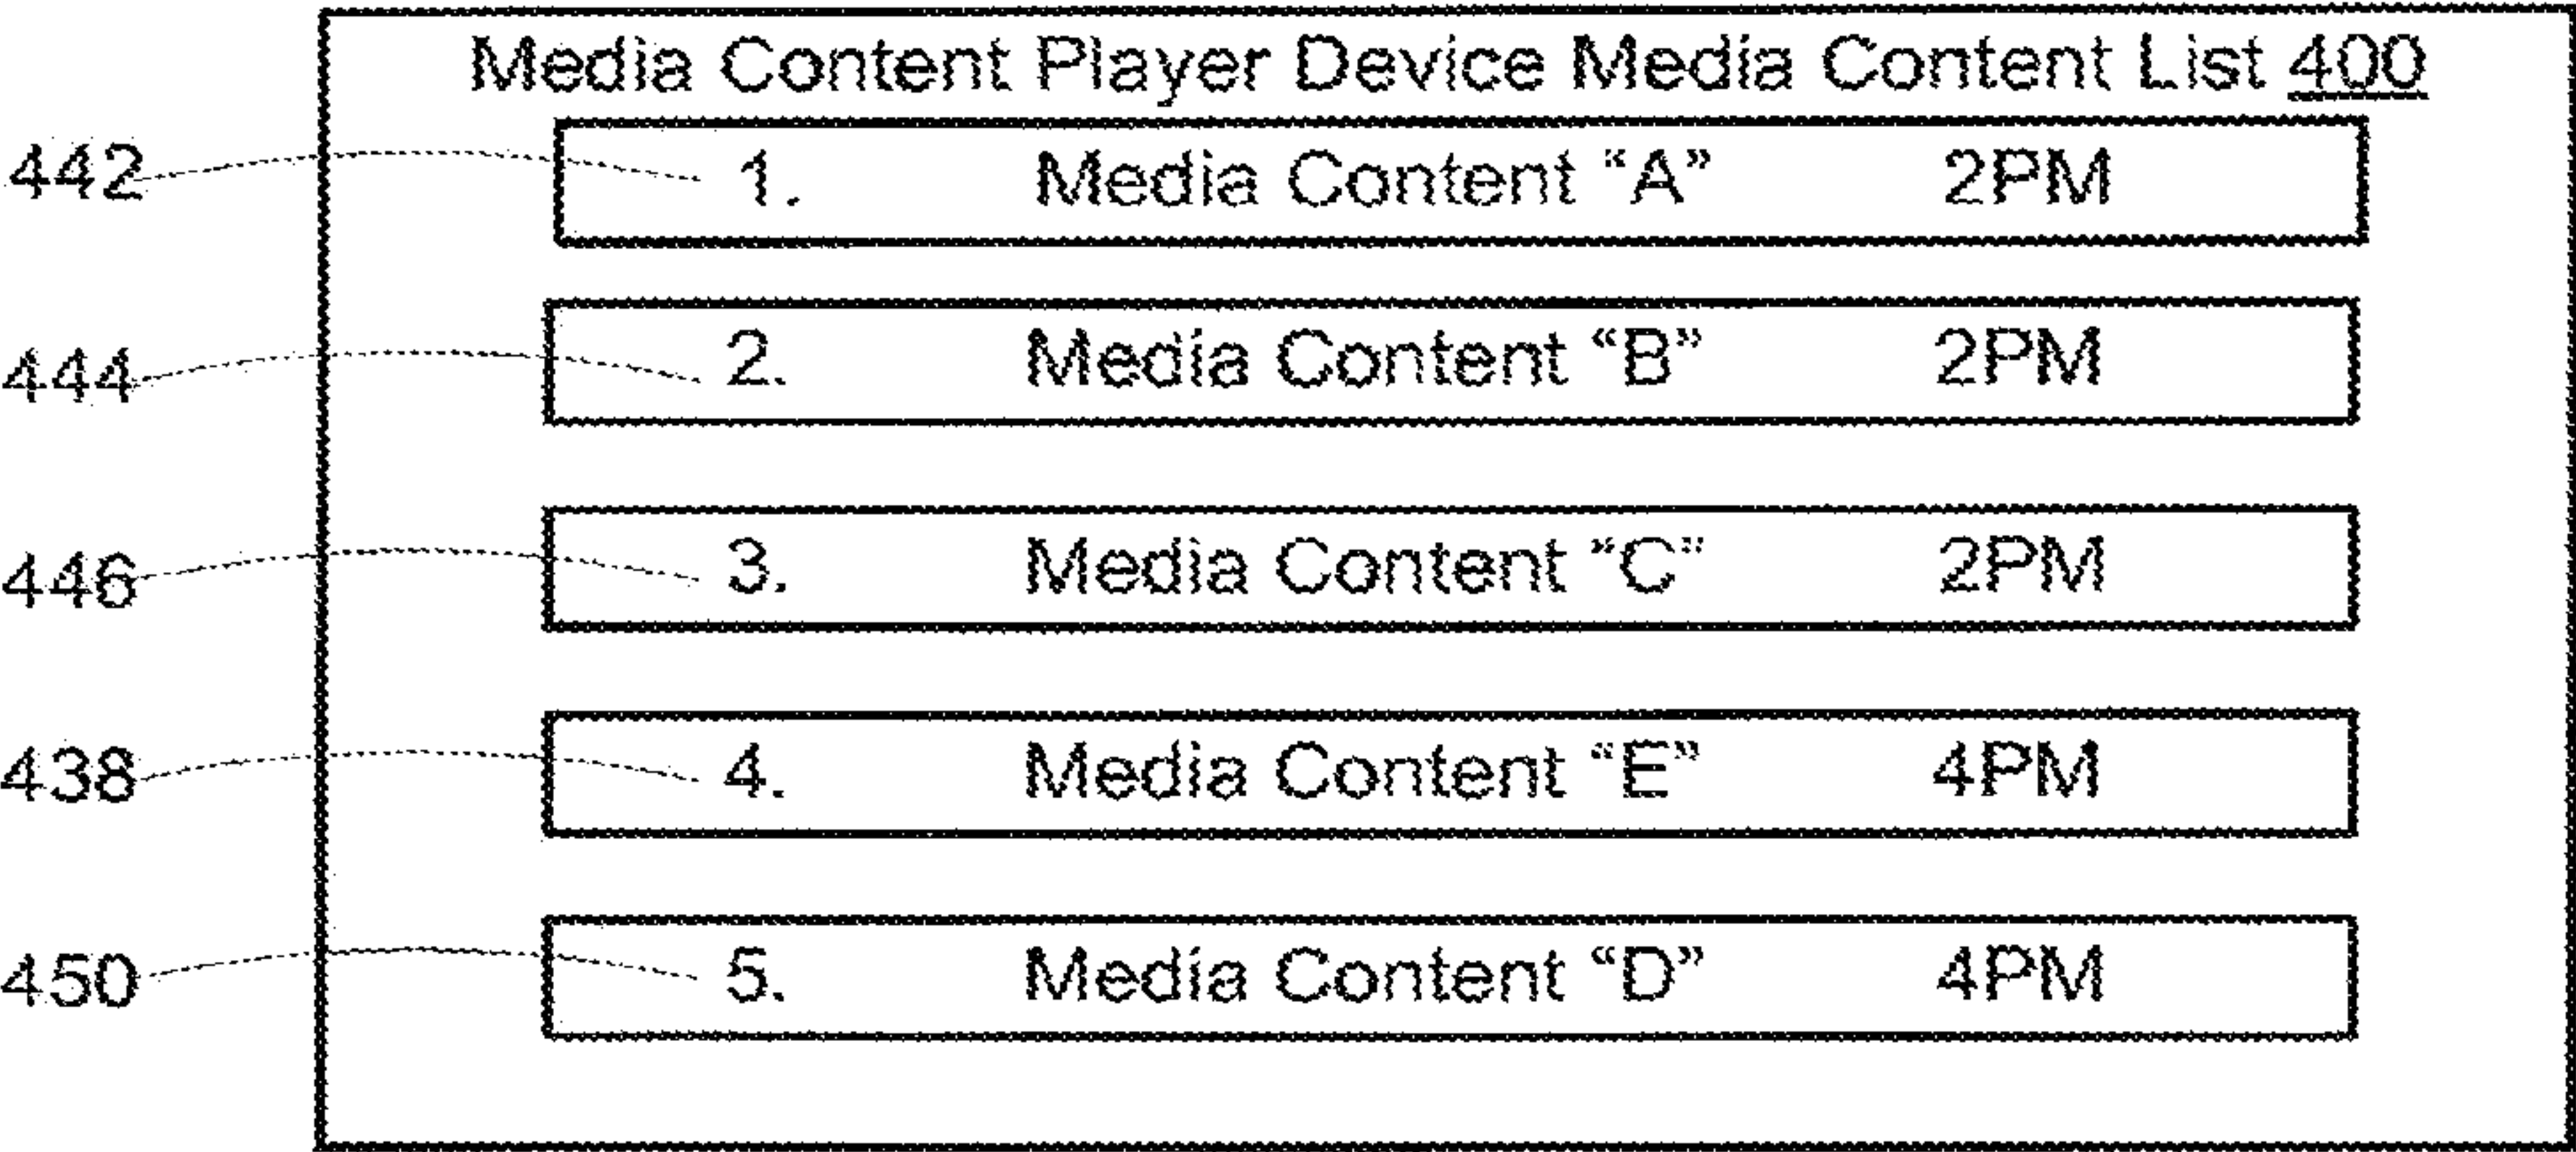 Media Content Player Device Media Content List 400
442 1. Media Content “A” 2PM
444 2. Media Content “B” 2PM
446 3. Media Content “C” 2PM
438 4. Media Content “E” 4PM
450 5. Media Content “D” 4PM